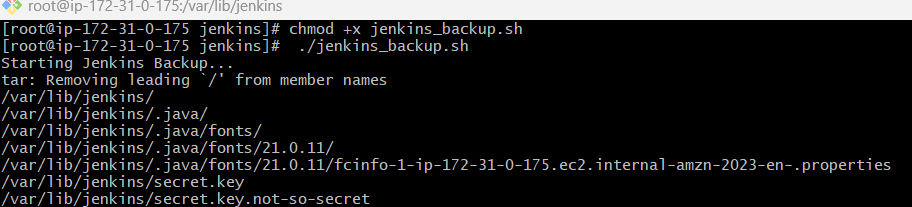 root@ip-172-31-0-175:/var/lib/jenkins
[root@ip-172-31-0-175 jenkins]# chmod +x jenkins_backup.sh
[root@ip-172-31-0-175 jenkins]#  ./jenkins_backup.sh
Starting Jenkins Backup...
tar: Removing leading `/' from member names
/var/lib/jenkins/
/var/lib/jenkins/.java/
/var/lib/jenkins/.java/fonts/
/var/lib/jenkins/.java/fonts/21.0.11/
/var/lib/jenkins/.java/fonts/21.0.11/fcinfo-1-ip-172-31-0-175.ec2.internal-amzn-2023-en-.properties
/var/lib/jenkins/secret.key
/var/lib/jenkins/secret.key.not-so-secret